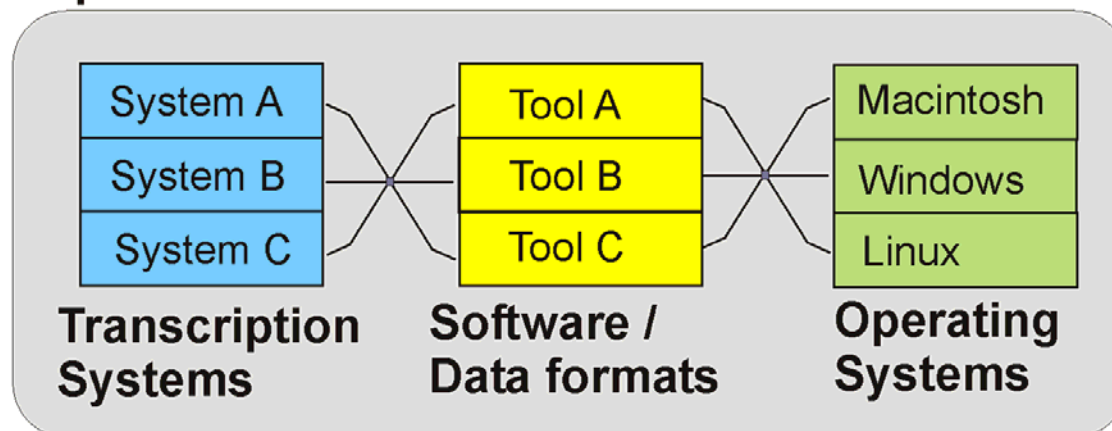 System A
System B
System C
Transcription
Systems
Tool A
Tool B
Tool C
Software /
Data formats
Macintosh
Windows
Linux
Operating
Systems